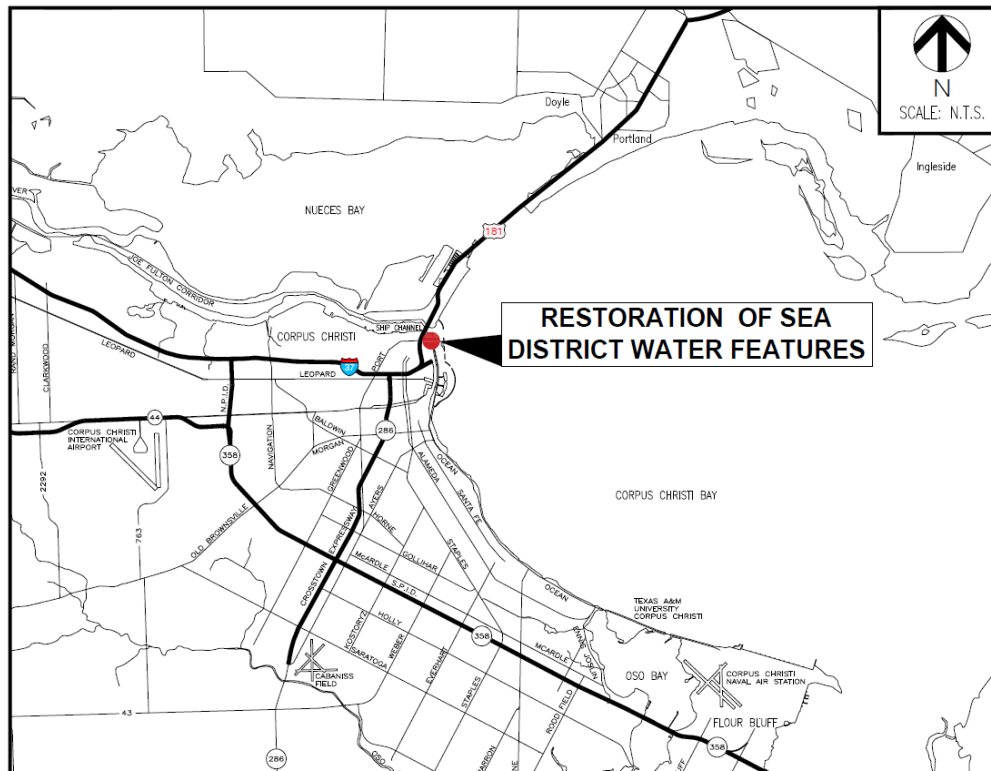 N
SCALE: N.T.S.
Doyle
Portland
Ingleside
NUECES BAY
181
JOE FULTON CORRIDOR
SHIP CHANNEL
CORPUS CHRISTI
RESTORATION OF SEA
DISTRICT WATER FEATURES
CLARKWOOD
LEOPARD
37
LEOPARD
PORT
N.P.I.D.
44
CORPUS CHRISTI
INTERNATIONAL
AIRPORT
358
286
NAVIGATION
BALDWIN
MORGAN
GREENWOOD
ALAMEDA
OCEAN
SANTA FE
2292
763
OLD BROWNSVILLE
CROSSTOWN EXPRESSWAY
AYERS
HORNE
GOLLIHAR
McARDLE
S.P.I.D.
STAPLES
CORPUS CHRISTI BAY
OCEAN
TEXAS A&M
UNIVERSITY
CORPUS CHRISTI
KOSTORYZ
HOLLY
WEBER
SARATOGA
EVERHART
STAPLES
358
McARDLE
ENNIS JOSLIN
RODD FIELD
OSO BAY
CORPUS CHRISTI
NAVAL AIR STATION
FLOUR BLUFF
CABANISS
FIELD
43
286
OSO
358